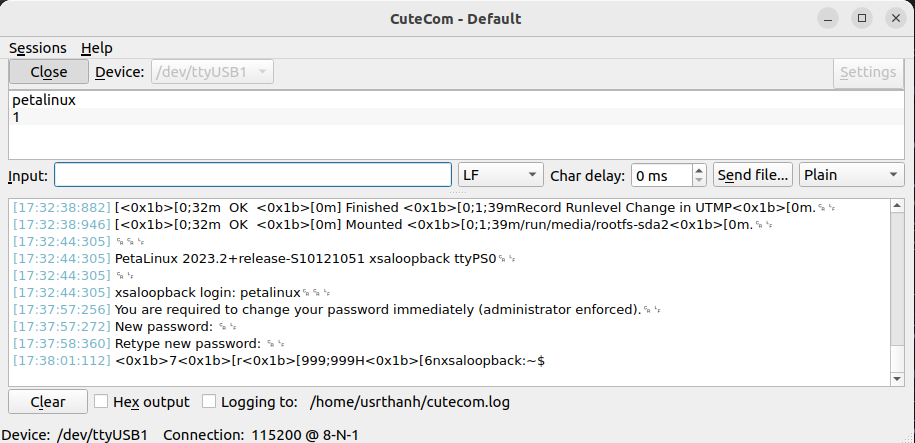 CuteCom - Default
Sessions Help
Close Device: /dev/ttyUSB1 Settings
petalinux
1
Input: LF Char delay: 0 ms Send file... Plain
[17:32:38:882] [<0x1b>[0;32m  OK  <0x1b>[0m] Finished <0x1b>[0;1;39mRecord Runlevel Change in UTMP<0x1b>[0m.␍␊
[17:32:38:946] [<0x1b>[0;32m  OK  <0x1b>[0m] Mounted <0x1b>[0;1;39m/run/media/rootfs-sda2<0x1b>[0m.␍␊
[17:32:44:305] ␍␍␊
[17:32:44:305] PetaLinux 2023.2+release-S10121051 xsaloopback ttyPS0␍␊
[17:32:44:305] ␍␊
[17:32:44:305] xsaloopback login: petalinux␍␊
[17:37:57:256] You are required to change your password immediately (administrator enforced).␍␊
[17:37:57:272] New password: ␍␊
[17:37:58:360] Retype new password: ␍␊
[17:38:01:112] <0x1b>7<0x1b>[r<0x1b>[999;999H<0x1b>[6nxsaloopback:~$
Clear Hex output Logging to: /home/usrthanh/cutecom.log
Device: /dev/ttyUSB1 Connection: 115200 @ 8-N-1